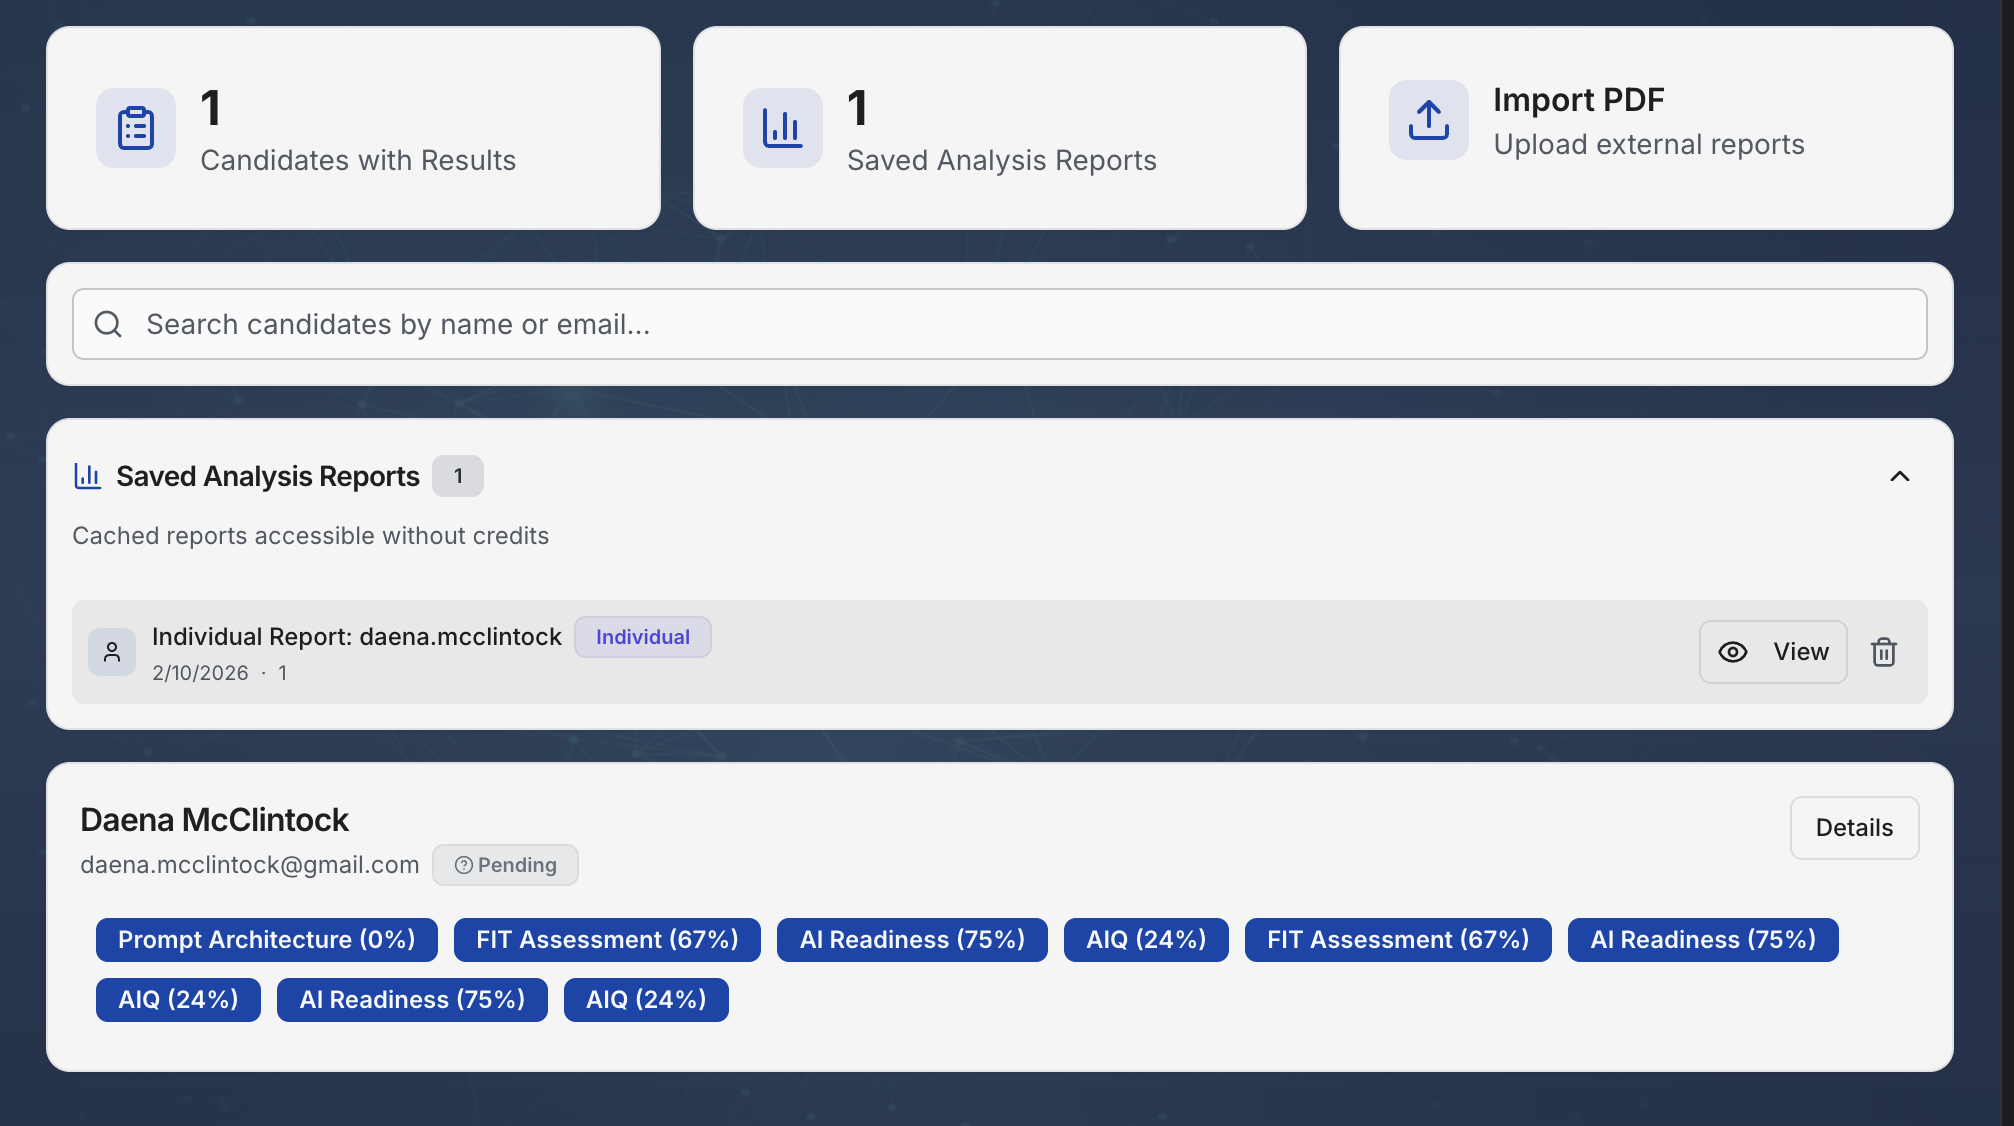 1
Candidates with Results
1
Saved Analysis Reports
Import PDF
Upload external reports
Search candidates by name or email...
Saved Analysis Reports 1
Cached reports accessible without credits
Individual Report: daena.mcclintock Individual
2/10/2026 · 1
View
Daena McClintock
Details
daena.mcclintock@gmail.com Pending
Prompt Architecture (0%) FIT Assessment (67%) AI Readiness (75%) AIQ (24%) FIT Assessment (67%) AI Readiness (75%)
AIQ (24%) AI Readiness (75%) AIQ (24%)